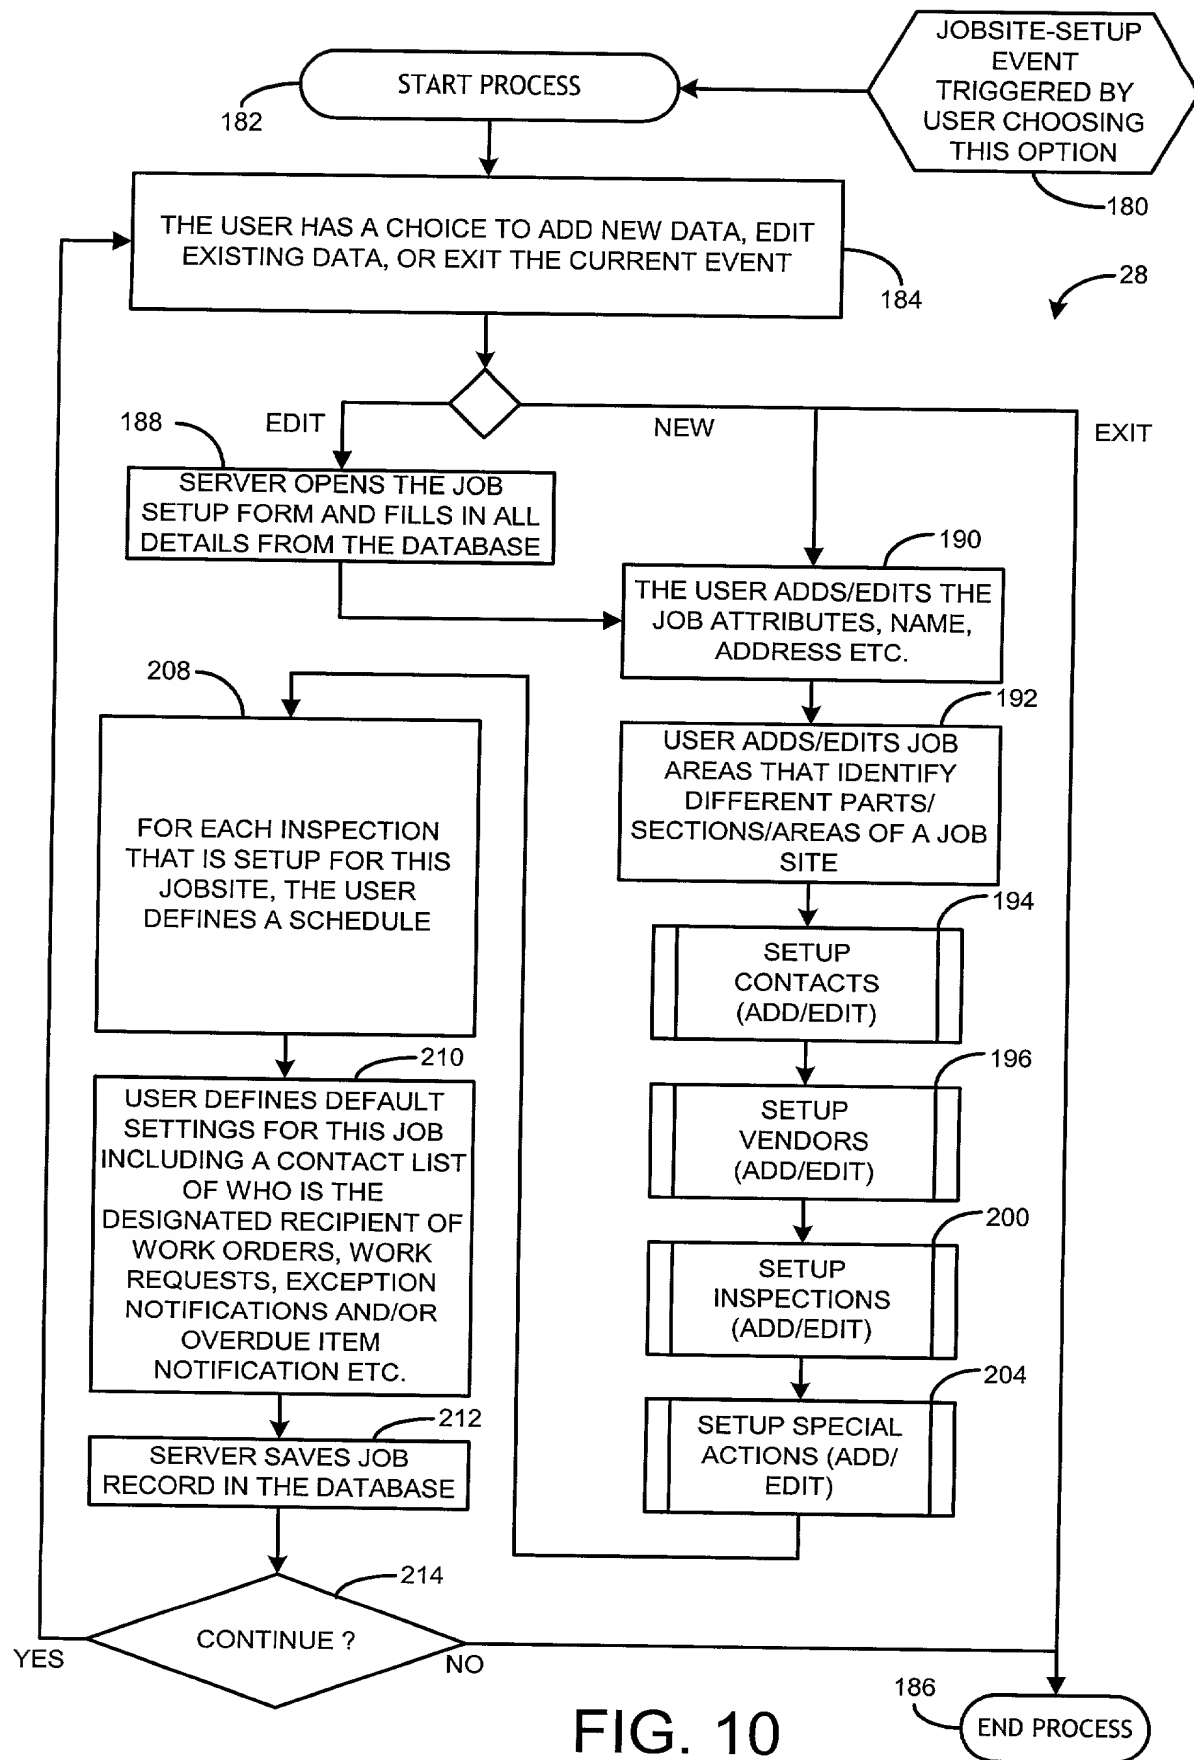 JOBSITE-SETUP
EVENT
TRIGGERED BY
USER CHOOSING
THIS OPTION
180
START PROCESS
182
THE USER HAS A CHOICE TO ADD NEW DATA, EDIT
EXISTING DATA, OR EXIT THE CURRENT EVENT
184
28
EDIT
NEW
EXIT
188
SERVER OPENS THE JOB
SETUP FORM AND FILLS IN ALL
DETAILS FROM THE DATABASE
190
THE USER ADDS/EDITS THE
JOB ATTRIBUTES, NAME,
ADDRESS ETC.
192
USER ADDS/EDITS JOB
AREAS THAT IDENTIFY
DIFFERENT PARTS/
SECTIONS/AREAS OF A JOB
SITE
194
SETUP
CONTACTS
(ADD/EDIT)
196
SETUP
VENDORS
(ADD/EDIT)
200
SETUP
INSPECTIONS
(ADD/EDIT)
204
SETUP SPECIAL
ACTIONS (ADD/
EDIT)
208
FOR EACH INSPECTION
THAT IS SETUP FOR THIS
JOBSITE, THE USER
DEFINES A SCHEDULE
210
USER DEFINES DEFAULT
SETTINGS FOR THIS JOB
INCLUDING A CONTACT LIST
OF WHO IS THE
DESIGNATED RECIPIENT OF
WORK ORDERS, WORK
REQUESTS, EXCEPTION
NOTIFICATIONS AND/OR
OVERDUE ITEM
NOTIFICATION ETC.
212
SERVER SAVES JOB
RECORD IN THE DATABASE
214
CONTINUE ?
YES
NO
186
END PROCESS
FIG. 10